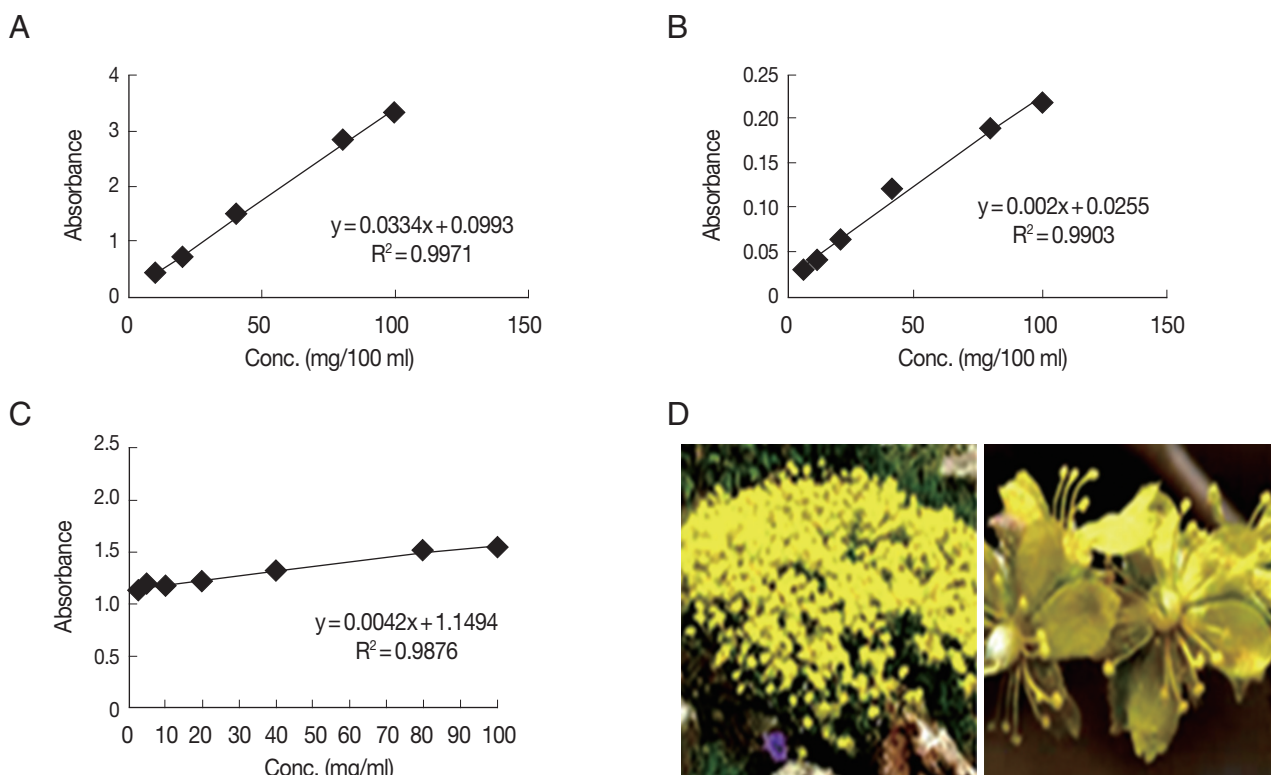 A
4
3
2
1
0
Absorbance
y = 0.0334x + 0.0993
R² = 0.9971
0 50 100 150
Conc. (mg/100 ml)
B
0.25
0.20
0.15
0.10
0.05
0
Absorbance
y = 0.002x + 0.0255
R² = 0.9903
0 50 100 150
Conc. (mg/100 ml)
C
2.5
2.0
1.5
1.0
0.5
0
Absorbance
y = 0.0042x + 1.1494
R² = 0.9876
0 10 20 30 40 50 60 70 80 90 100
Conc. (mg/ml)
D